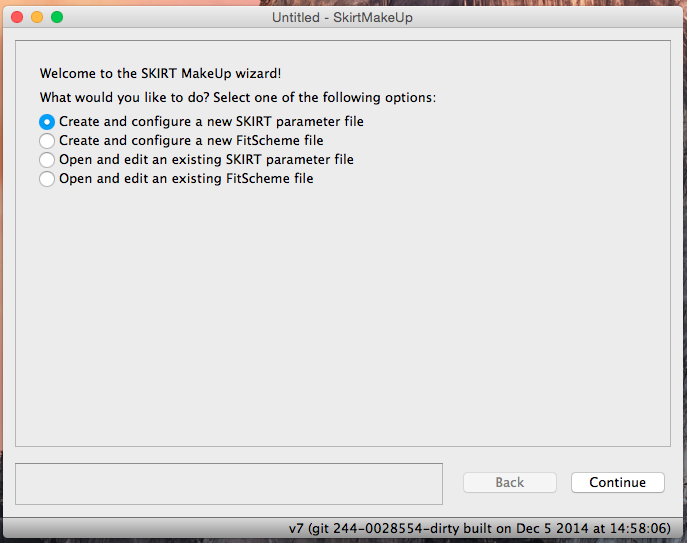 Untitled - SkirtMakeUp
Welcome to the SKIRT MakeUp wizard!
What would you like to do? Select one of the following options:
Create and configure a new SKIRT parameter file
Create and configure a new FitScheme file
Open and edit an existing SKIRT parameter file
Open and edit an existing FitScheme file
Back
Continue
v7 (git 244-0028554-dirty built on Dec 5 2014 at 14:58:06)